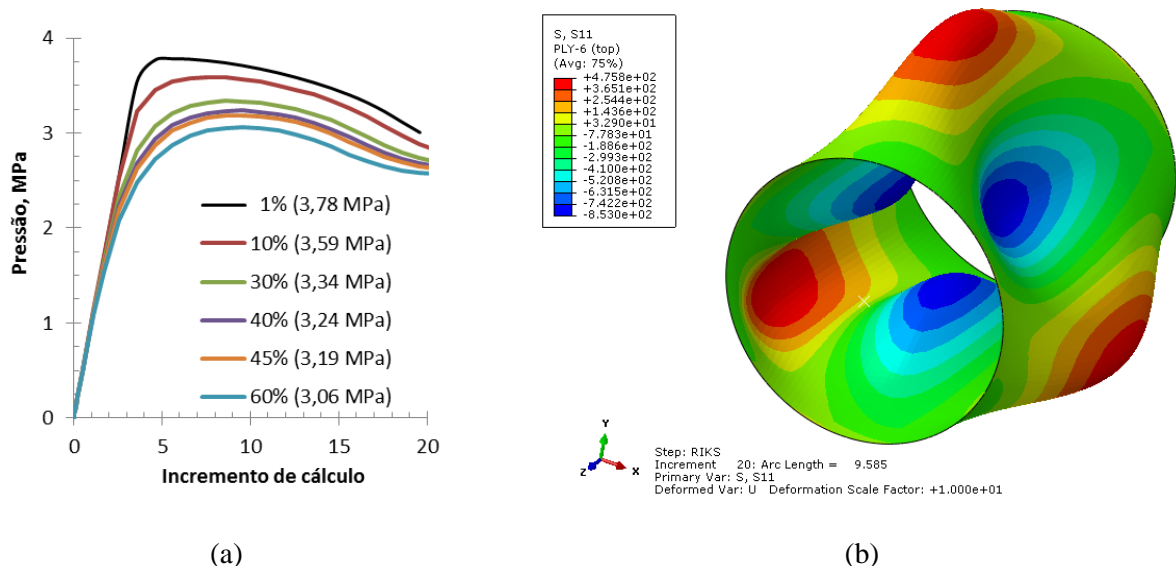 4
3
2
1
0
Pressão, MPa
1% (3,78 MPa)
10% (3,59 MPa)
30% (3,34 MPa)
40% (3,24 MPa)
45% (3,19 MPa)
60% (3,06 MPa)
0 5 10 15 20
Incremento de cálculo
(a)
S, S11
PLY-6 (top)
(Avg: 75%)
+4.758e+02
+3.651e+02
+2.544e+02
+1.436e+02
+3.290e+01
-7.783e+01
-1.886e+02
-2.993e+02
-4.100e+02
-5.208e+02
-6.315e+02
-7.422e+02
-8.530e+02
Y
Z X
Step: RIKS
Increment 20: Arc Length = 9.585
Primary Var: S, S11
Deformed Var: U Deformation Scale Factor: +1.000e+01
(b)